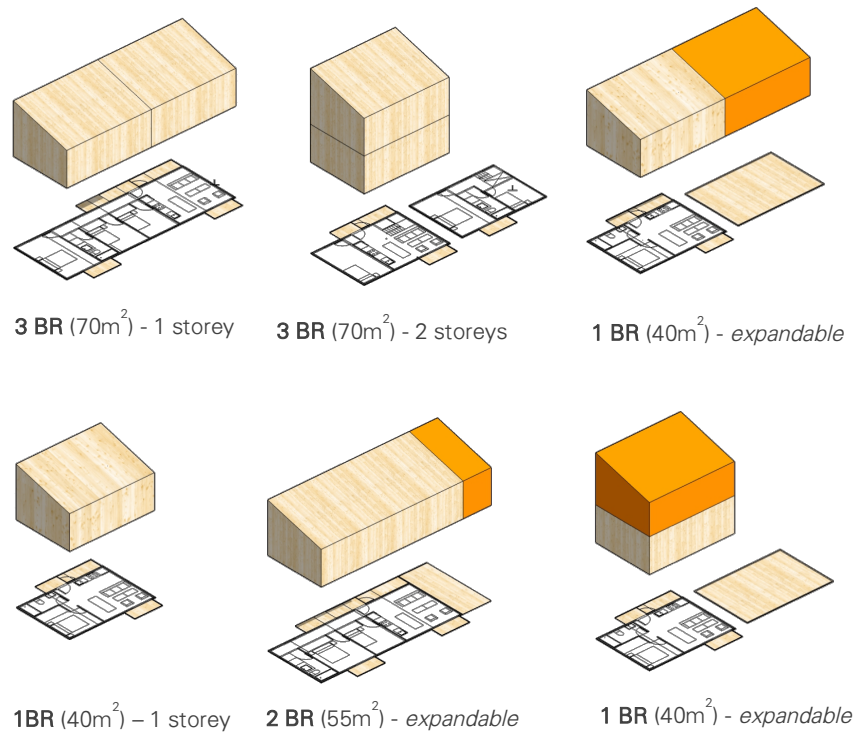 3 BR (70m²) - 1 storey
3 BR (70m²) - 2 storeys
1 BR (40m²) - expandable
1BR (40m²) – 1 storey
2 BR (55m²) - expandable
1 BR (40m²) - expandable